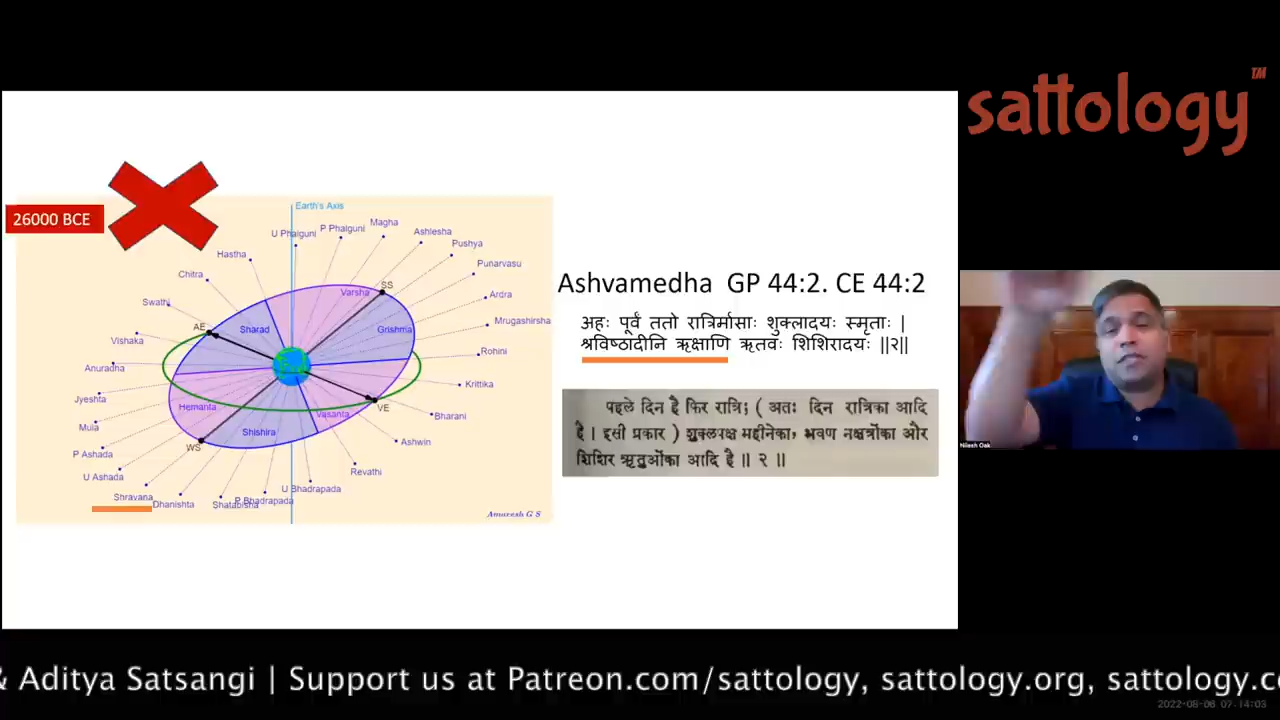 sattology™
26000 BCE
Earth's Axis
U Phalguni
P Phalguni
Magha
Ashlesha
Pushya
Punarvasu
Ardra
Mrugashirsha
Rohini
Krittika
Bharani
Ashwin
Revathi
U Bhadrapada
P Bhadrapada
Shatabisha
Dhanishta
Shravana
U Ashada
P Ashada
Mula
Jyeshta
Anuradha
Vishaka
Swathi
Chitra
Hastha
SS
Varsha
Grishma
Sharad
AE
VE
Vasanta
Hemanta
Shishira
WS
Anuresh G S
Ashvamedha GP 44:2. CE 44:2
अहः पूर्वं ततो रात्रिर्मासाः शुक्लादयः स्मृताः |
श्रविष्ठादीनि ऋक्षाणि ऋतवः शिशिरादयः ||२||
पहले दिन है फिर रात्रि; ( अतः दिन रात्रिका आदि
है । इसी प्रकार ) शुक्लपक्ष महीनेका, श्रवण नक्षत्रोंका और
शिशिर ऋतुओंका आदि है ॥ २ ॥
Nilesh Oak
& Aditya Satsangi | Support us at Patreon.com/sattology, sattology.org, sattology.co
2022-08-06 07:14:03